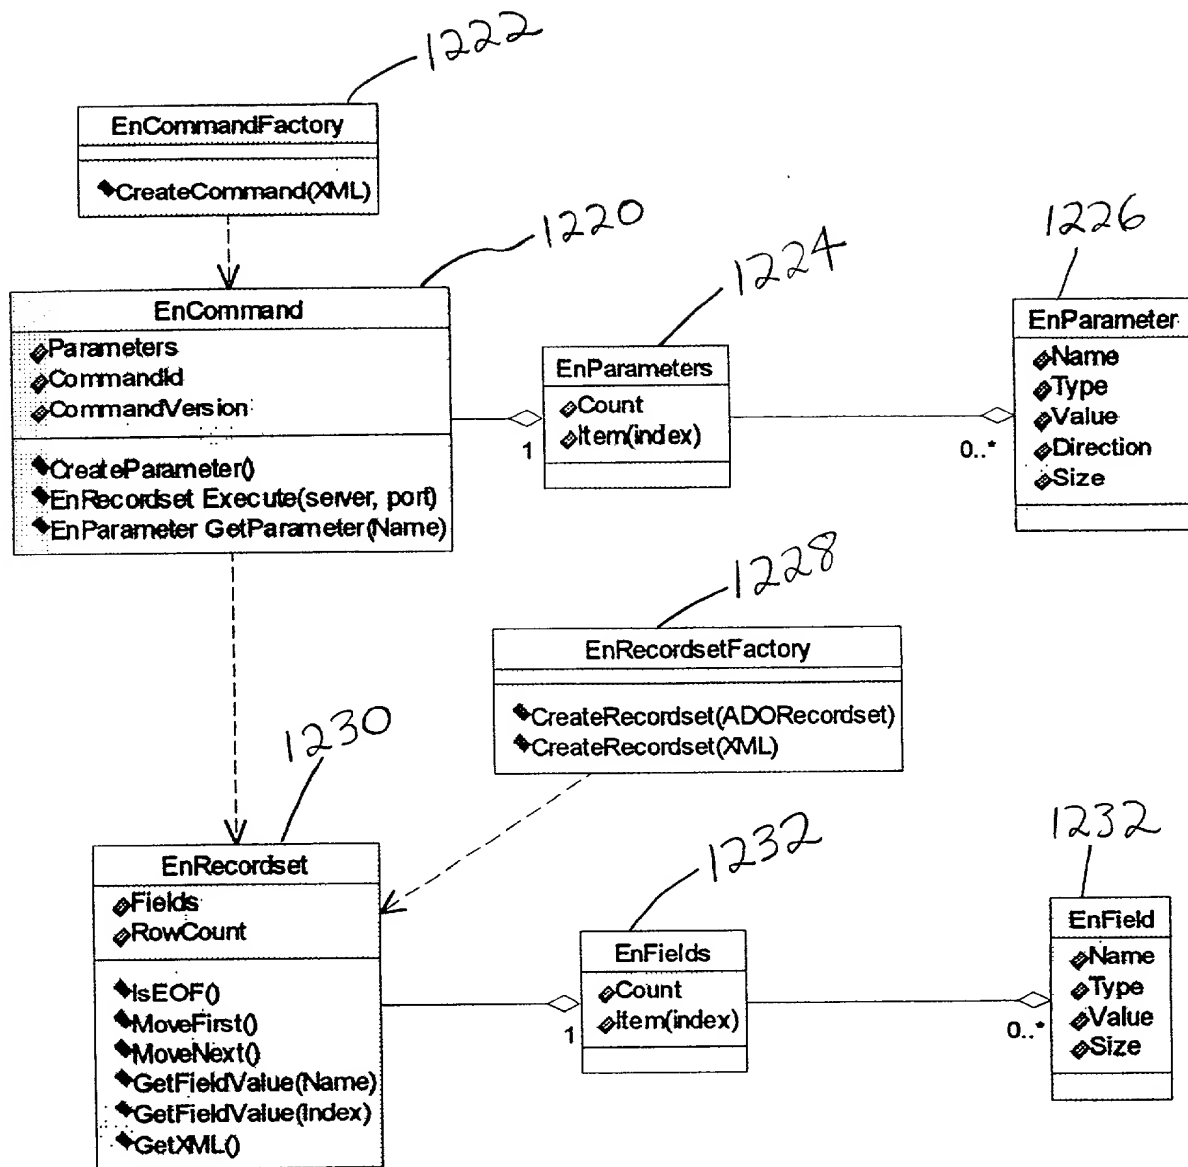 1222
EnCommandFactory
CreateCommand(XML)
1220
EnCommand
Parameters
CommandId
CommandVersion
CreateParameter()
EnRecordset Execute(server, port)
EnParameter GetParameter(Name)
1224
EnParameters
Count
Item(index)
1
1226
EnParameter
Name
Type
Value
Direction
Size
0..*
1228
EnRecordsetFactory
CreateRecordset(ADORecordset)
CreateRecordset(XML)
1230
EnRecordset
Fields
RowCount
IsEOF()
MoveFirst()
MoveNext()
GetFieldValue(Name)
GetFieldValue(Index)
GetXML()
1232
EnFields
Count
Item(index)
1
1232
EnField
Name
Type
Value
Size
0..*